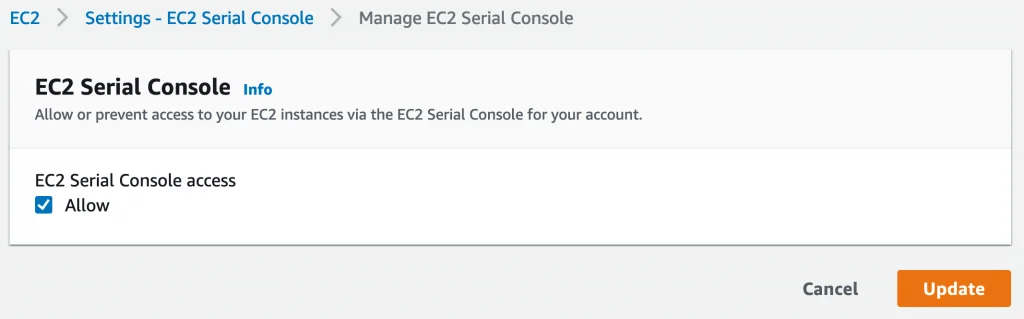 EC2 > Settings - EC2 Serial Console > Manage EC2 Serial Console
EC2 Serial Console Info
Allow or prevent access to your EC2 instances via the EC2 Serial Console for your account.
EC2 Serial Console access
Allow
Cancel Update